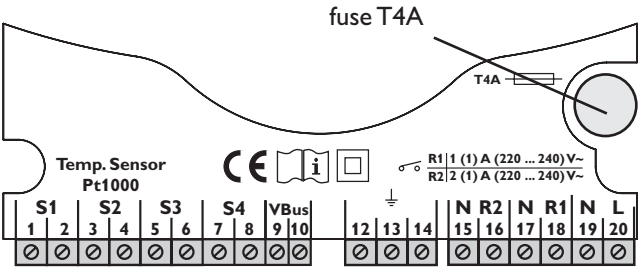 fuse T4A
T4A
Temp. Sensor
Pt1000
CE i
R1 1 (1) A (220 ... 240) V~
R2 2 (1) A (220 ... 240) V~
S1 S2 S3 S4 VBus N R2 N R1 N L
1 2 3 4 5 6 7 8 9 10 12 13 14 15 16 17 18 19 20